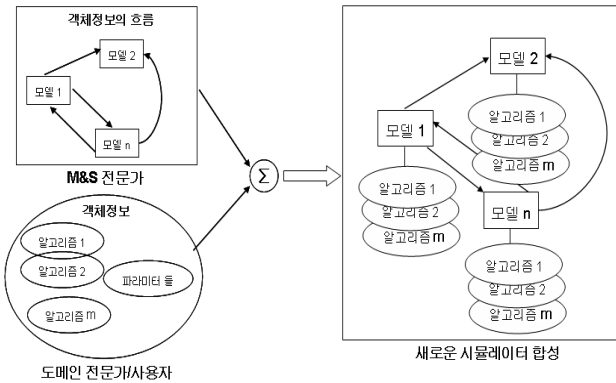 객체정보의 흐름
모델 2
모델 1
모델 n
M&S 전문가
객체정보
알고리즘 1
알고리즘 2
파라미터 들
알고리즘 m
도메인 전문가/사용자
Σ
모델 2
알고리즘 1
알고리즘 2
알고리즘 m
모델 1
알고리즘 1
알고리즘 2
알고리즘 m
모델 n
알고리즘 1
알고리즘 2
알고리즘 m
새로운 시뮬레이터 합성